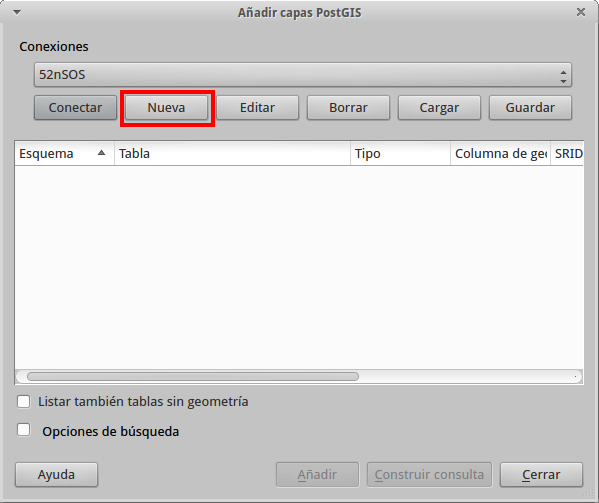 Añadir capas PostGIS
Conexiones
52nSOS
Conectar Nueva Editar Borrar Cargar Guardar
Esquema Tabla Tipo Columna de geo SRID
Listar también tablas sin geometría
Opciones de búsqueda
Ayuda Añadir Construir consulta Cerrar